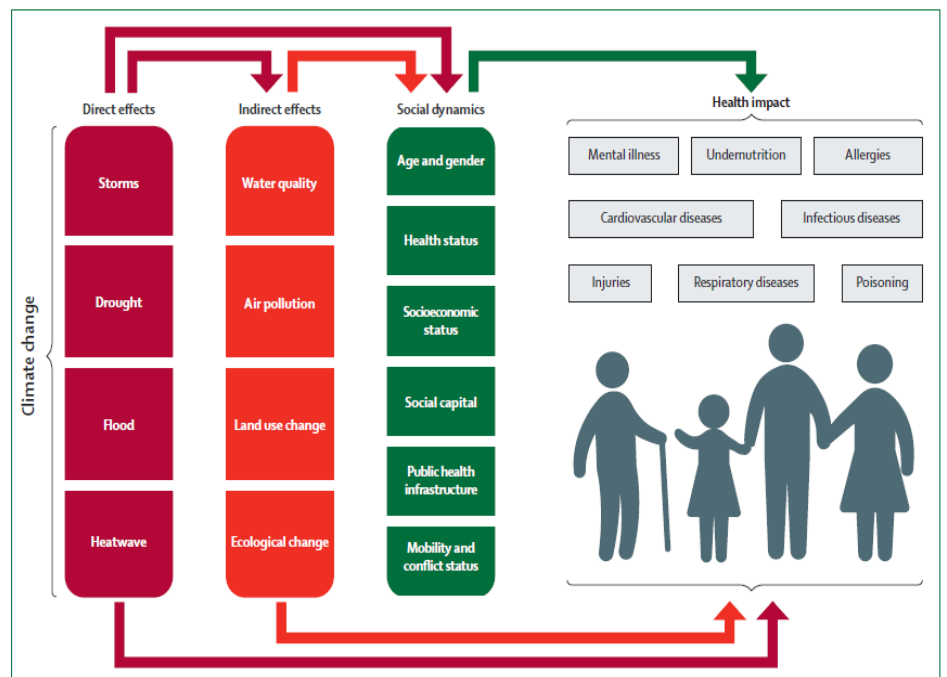 Direct effects
Indirect effects
Social dynamics
Health impact
Climate change
Storms
Drought
Flood
Heatwave
Water quality
Air pollution
Land use change
Ecological change
Age and gender
Health status
Socioeconomic
status
Social capital
Public health
infrastructure
Mobility and
conflict status
Mental illness
Undernutrition
Allergies
Cardiovascular diseases
Infectious diseases
Injuries
Respiratory diseases
Poisoning